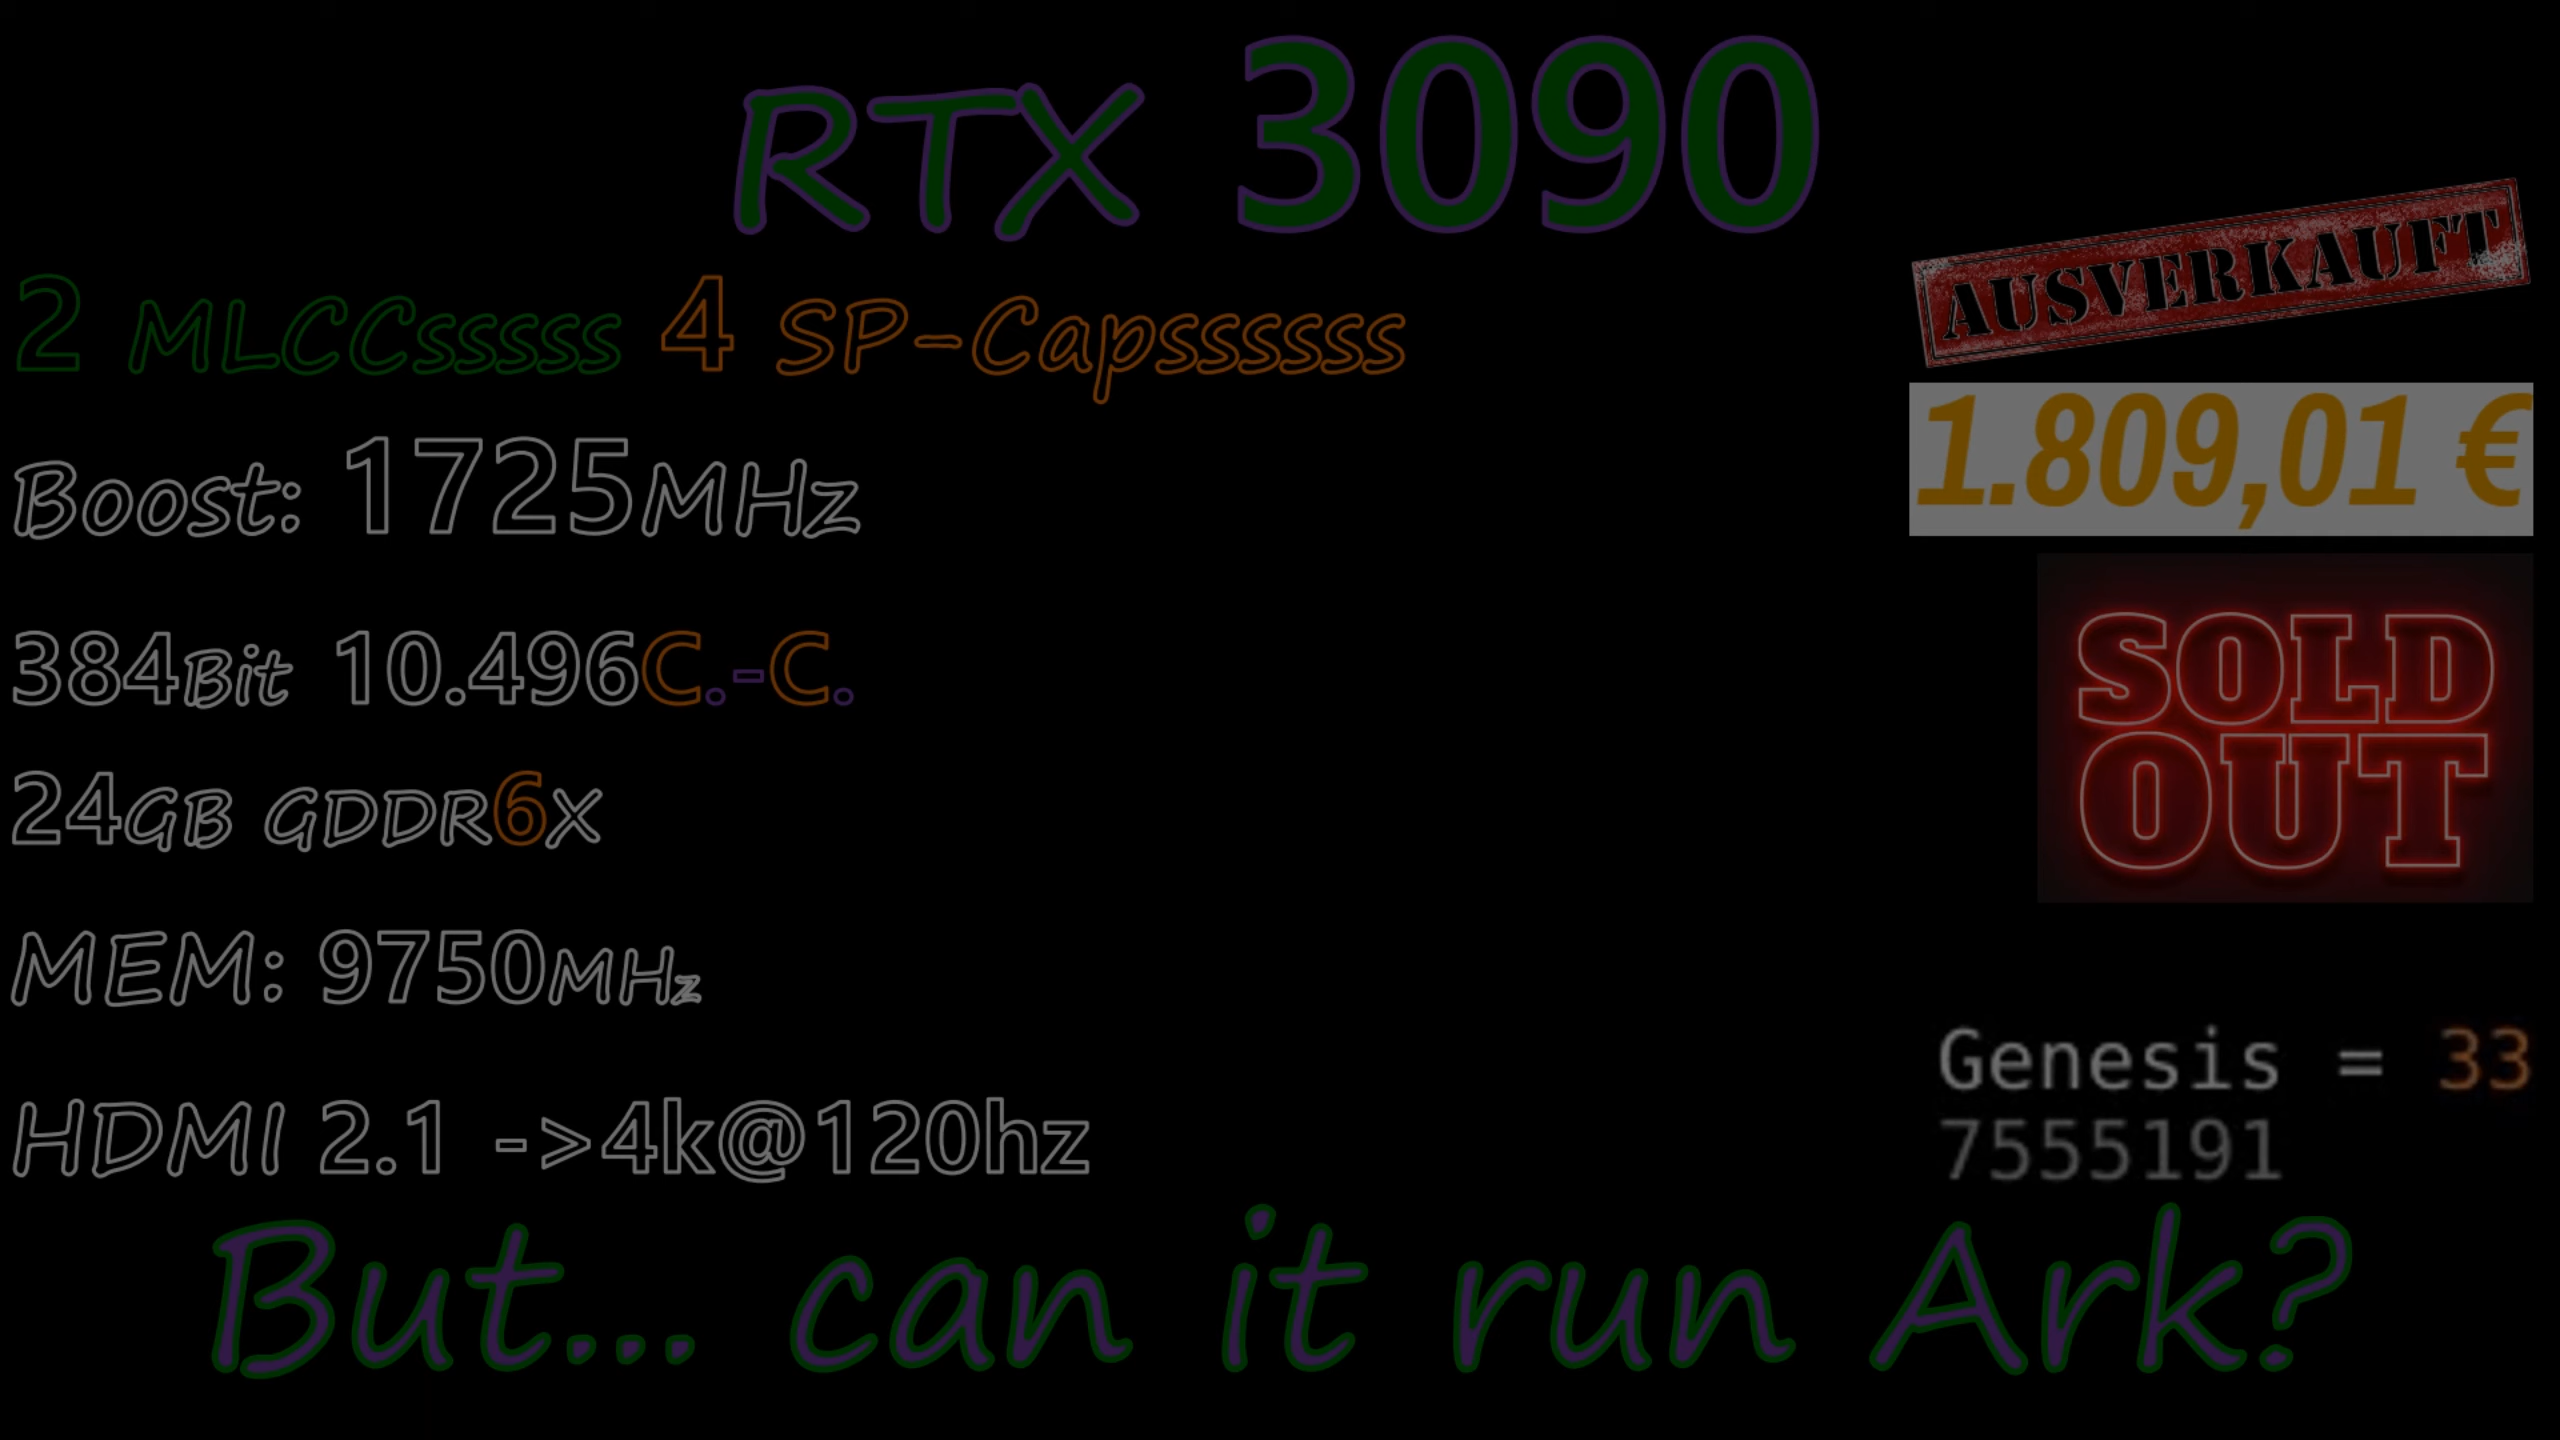 RTX 3090
AUSVERKAUFT
2 MLCCsssss 4 SP-Capssssss
1.809,01 €
Boost: 1725MHz
SOLD
OUT
384Bit 10.496C.-C.
24GB GDDR6X
MEM: 9750MHz
Genesis = 33
7555191
HDMI 2.1 ->4k@120hz
But... can it run Ark?